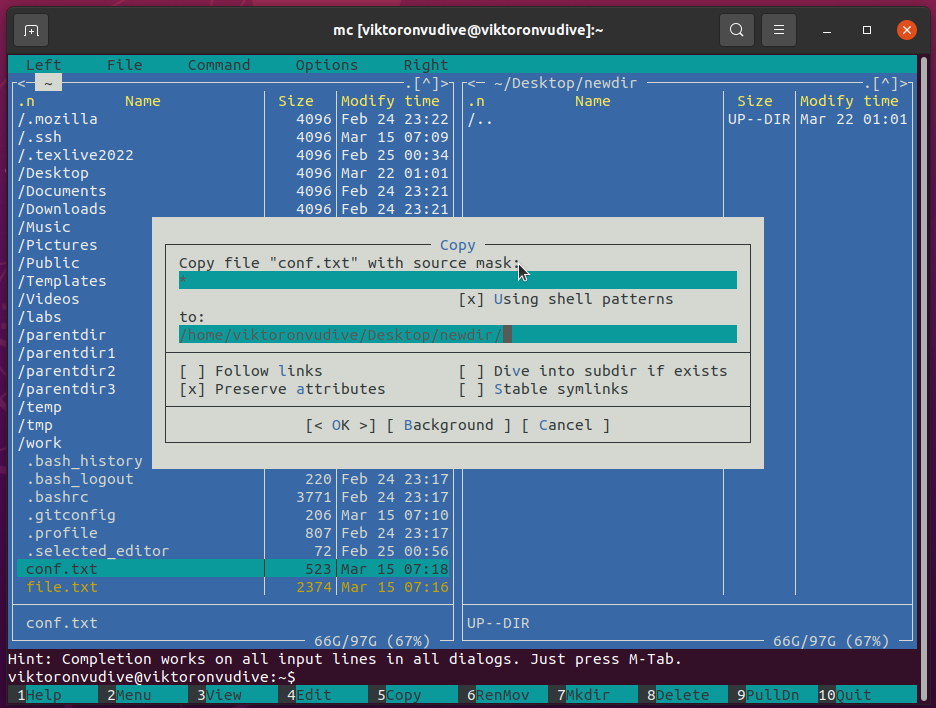 mc [viktoronvudive@viktoronvudive]:~
Left File Command Options Right
<─ ~ .[^]>
.n Name Size Modify time
/.mozilla 4096 Feb 24 23:22
/.ssh 4096 Mar 15 07:09
/.texlive2022 4096 Feb 25 00:34
/Desktop 4096 Mar 22 01:01
/Documents 4096 Feb 24 23:21
/Downloads 4096 Feb 24 23:21
/Music
/Pictures
/Public
/Templates
/Videos
/labs
/parentdir
/parentdir1
/parentdir2
/parentdir3
/temp
/tmp
/work
.bash_history
.bash_logout 220 Feb 24 23:17
.bashrc 3771 Feb 24 23:17
.gitconfig 206 Mar 15 07:10
.profile 807 Feb 24 23:17
.selected_editor 72 Feb 25 00:56
conf.txt 523 Mar 15 07:18
file.txt 2374 Mar 15 07:16
conf.txt
66G/97G (67%)
<─ ~/Desktop/newdir .[^]>
.n Name Size Modify time
/.. UP--DIR Mar 22 01:01
UP--DIR
66G/97G (67%)
Copy
Copy file "conf.txt" with source mask:
*
[x] Using shell patterns
to:
/home/viktoronvudive/Desktop/newdir/
[ ] Follow links [ ] Dive into subdir if exists
[x] Preserve attributes [ ] Stable symlinks
[< OK >] [ Background ] [ Cancel ]
Hint: Completion works on all input lines in all dialogs. Just press M-Tab.
viktoronvudive@viktoronvudive:~$
1Help 2Menu 3View 4Edit 5Copy 6RenMov 7Mkdir 8Delete 9PullDn 10Quit